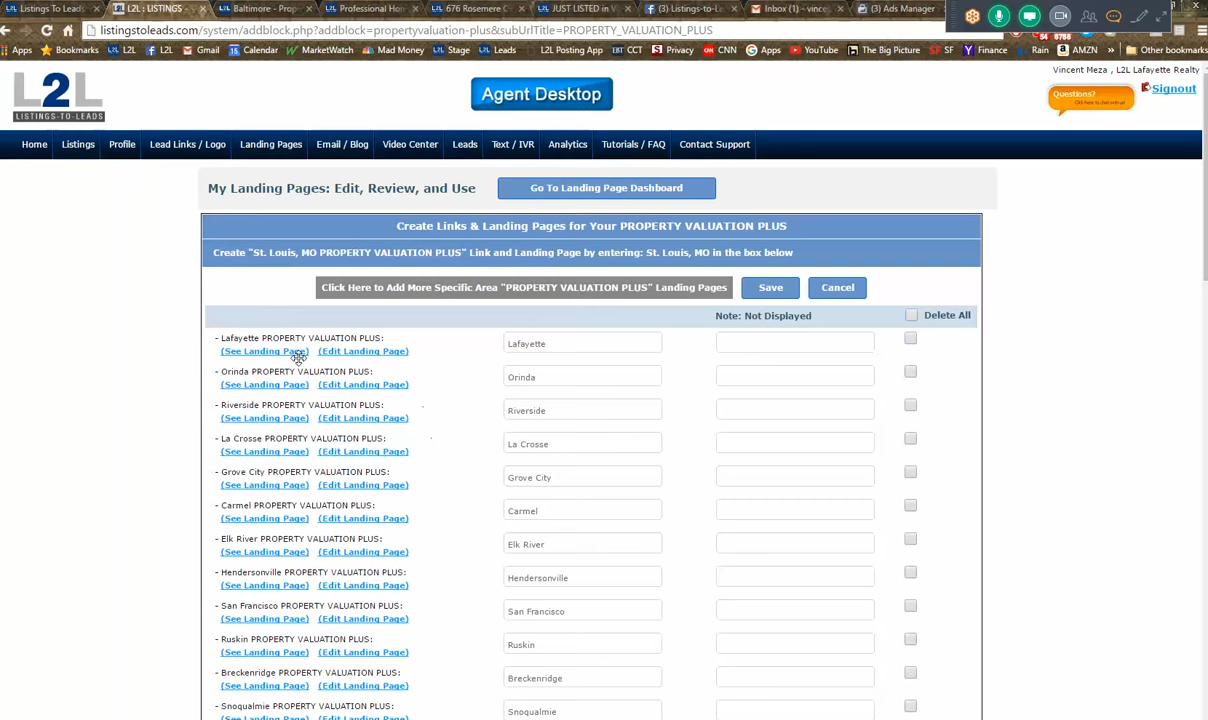 Listings To Leads
L2L : LISTINGS -
Baltimore - Prop
Professional Hom
676 Rosemere C
JUST LISTED in V
(3) Listings-to-L
Inbox (1) - vince
(3) Ads Manager
listingstoleads.com/system/addblock.php?addblock=propertyvaluation-plus&subUrlTitle=PROPERTY_VALUATION_PLUS
Apps Bookmarks L2L L2L Gmail Calendar MarketWatch Mad Money Stage Leads L2L Posting App CCT Privacy CNN Apps YouTube The Big Picture SF Finance Rain AMZN » Other bookmarks
Vincent Meza , L2L Lafayette Realty
L2L
LISTINGS-TO-LEADS
Agent Desktop
Questions?
Click here to chat with us!
Signout
Home Listings Profile Lead Links / Logo Landing Pages Email / Blog Video Center Leads Text / IVR Analytics Tutorials / FAQ Contact Support
My Landing Pages: Edit, Review, and Use
Go To Landing Page Dashboard
Create Links & Landing Pages for Your PROPERTY VALUATION PLUS
Create "St. Louis, MO PROPERTY VALUATION PLUS" Link and Landing Page by entering: St. Louis, MO in the box below
Click Here to Add More Specific Area "PROPERTY VALUATION PLUS" Landing Pages Save Cancel
Note: Not Displayed Delete All
- Lafayette PROPERTY VALUATION PLUS:
(See Landing Page) (Edit Landing Page) Lafayette
- Orinda PROPERTY VALUATION PLUS:
(See Landing Page) (Edit Landing Page) Orinda
- Riverside PROPERTY VALUATION PLUS:
(See Landing Page) (Edit Landing Page) Riverside
- La Crosse PROPERTY VALUATION PLUS:
(See Landing Page) (Edit Landing Page) La Crosse
- Grove City PROPERTY VALUATION PLUS:
(See Landing Page) (Edit Landing Page) Grove City
- Carmel PROPERTY VALUATION PLUS:
(See Landing Page) (Edit Landing Page) Carmel
- Elk River PROPERTY VALUATION PLUS:
(See Landing Page) (Edit Landing Page) Elk River
- Hendersonville PROPERTY VALUATION PLUS:
(See Landing Page) (Edit Landing Page) Hendersonville
- San Francisco PROPERTY VALUATION PLUS:
(See Landing Page) (Edit Landing Page) San Francisco
- Ruskin PROPERTY VALUATION PLUS:
(See Landing Page) (Edit Landing Page) Ruskin
- Breckenridge PROPERTY VALUATION PLUS:
(See Landing Page) (Edit Landing Page) Breckenridge
- Snoqualmie PROPERTY VALUATION PLUS:
(See Landing Page) (Edit Landing Page) Snoqualmie